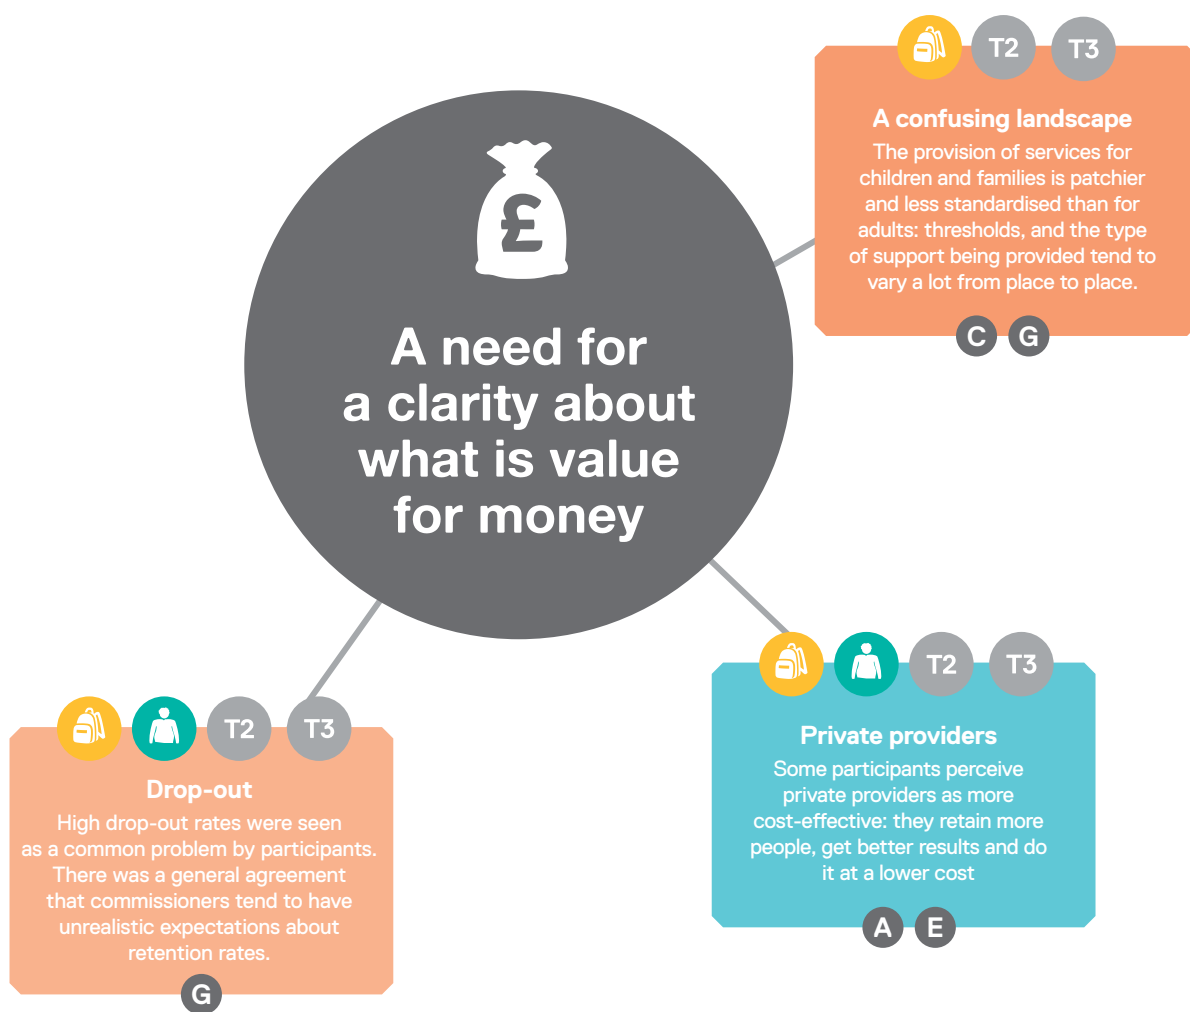 T2
T3
A confusing landscape
The provision of services for
children and families is patchier
and less standardised than for
adults: thresholds, and the type
of support being provided tend to
vary a lot from place to place.
C
G
£
A need for
a clarity about
what is value
for money
T2
T3
Private providers
Some participants perceive
private providers as more
cost-effective: they retain more
people, get better results and do
it at a lower cost
A
E
T2
T3
Drop-out
High drop-out rates were seen
as a common problem by participants.
There was a general agreement
that commissioners tend to have
unrealistic expectations about
retention rates.
G